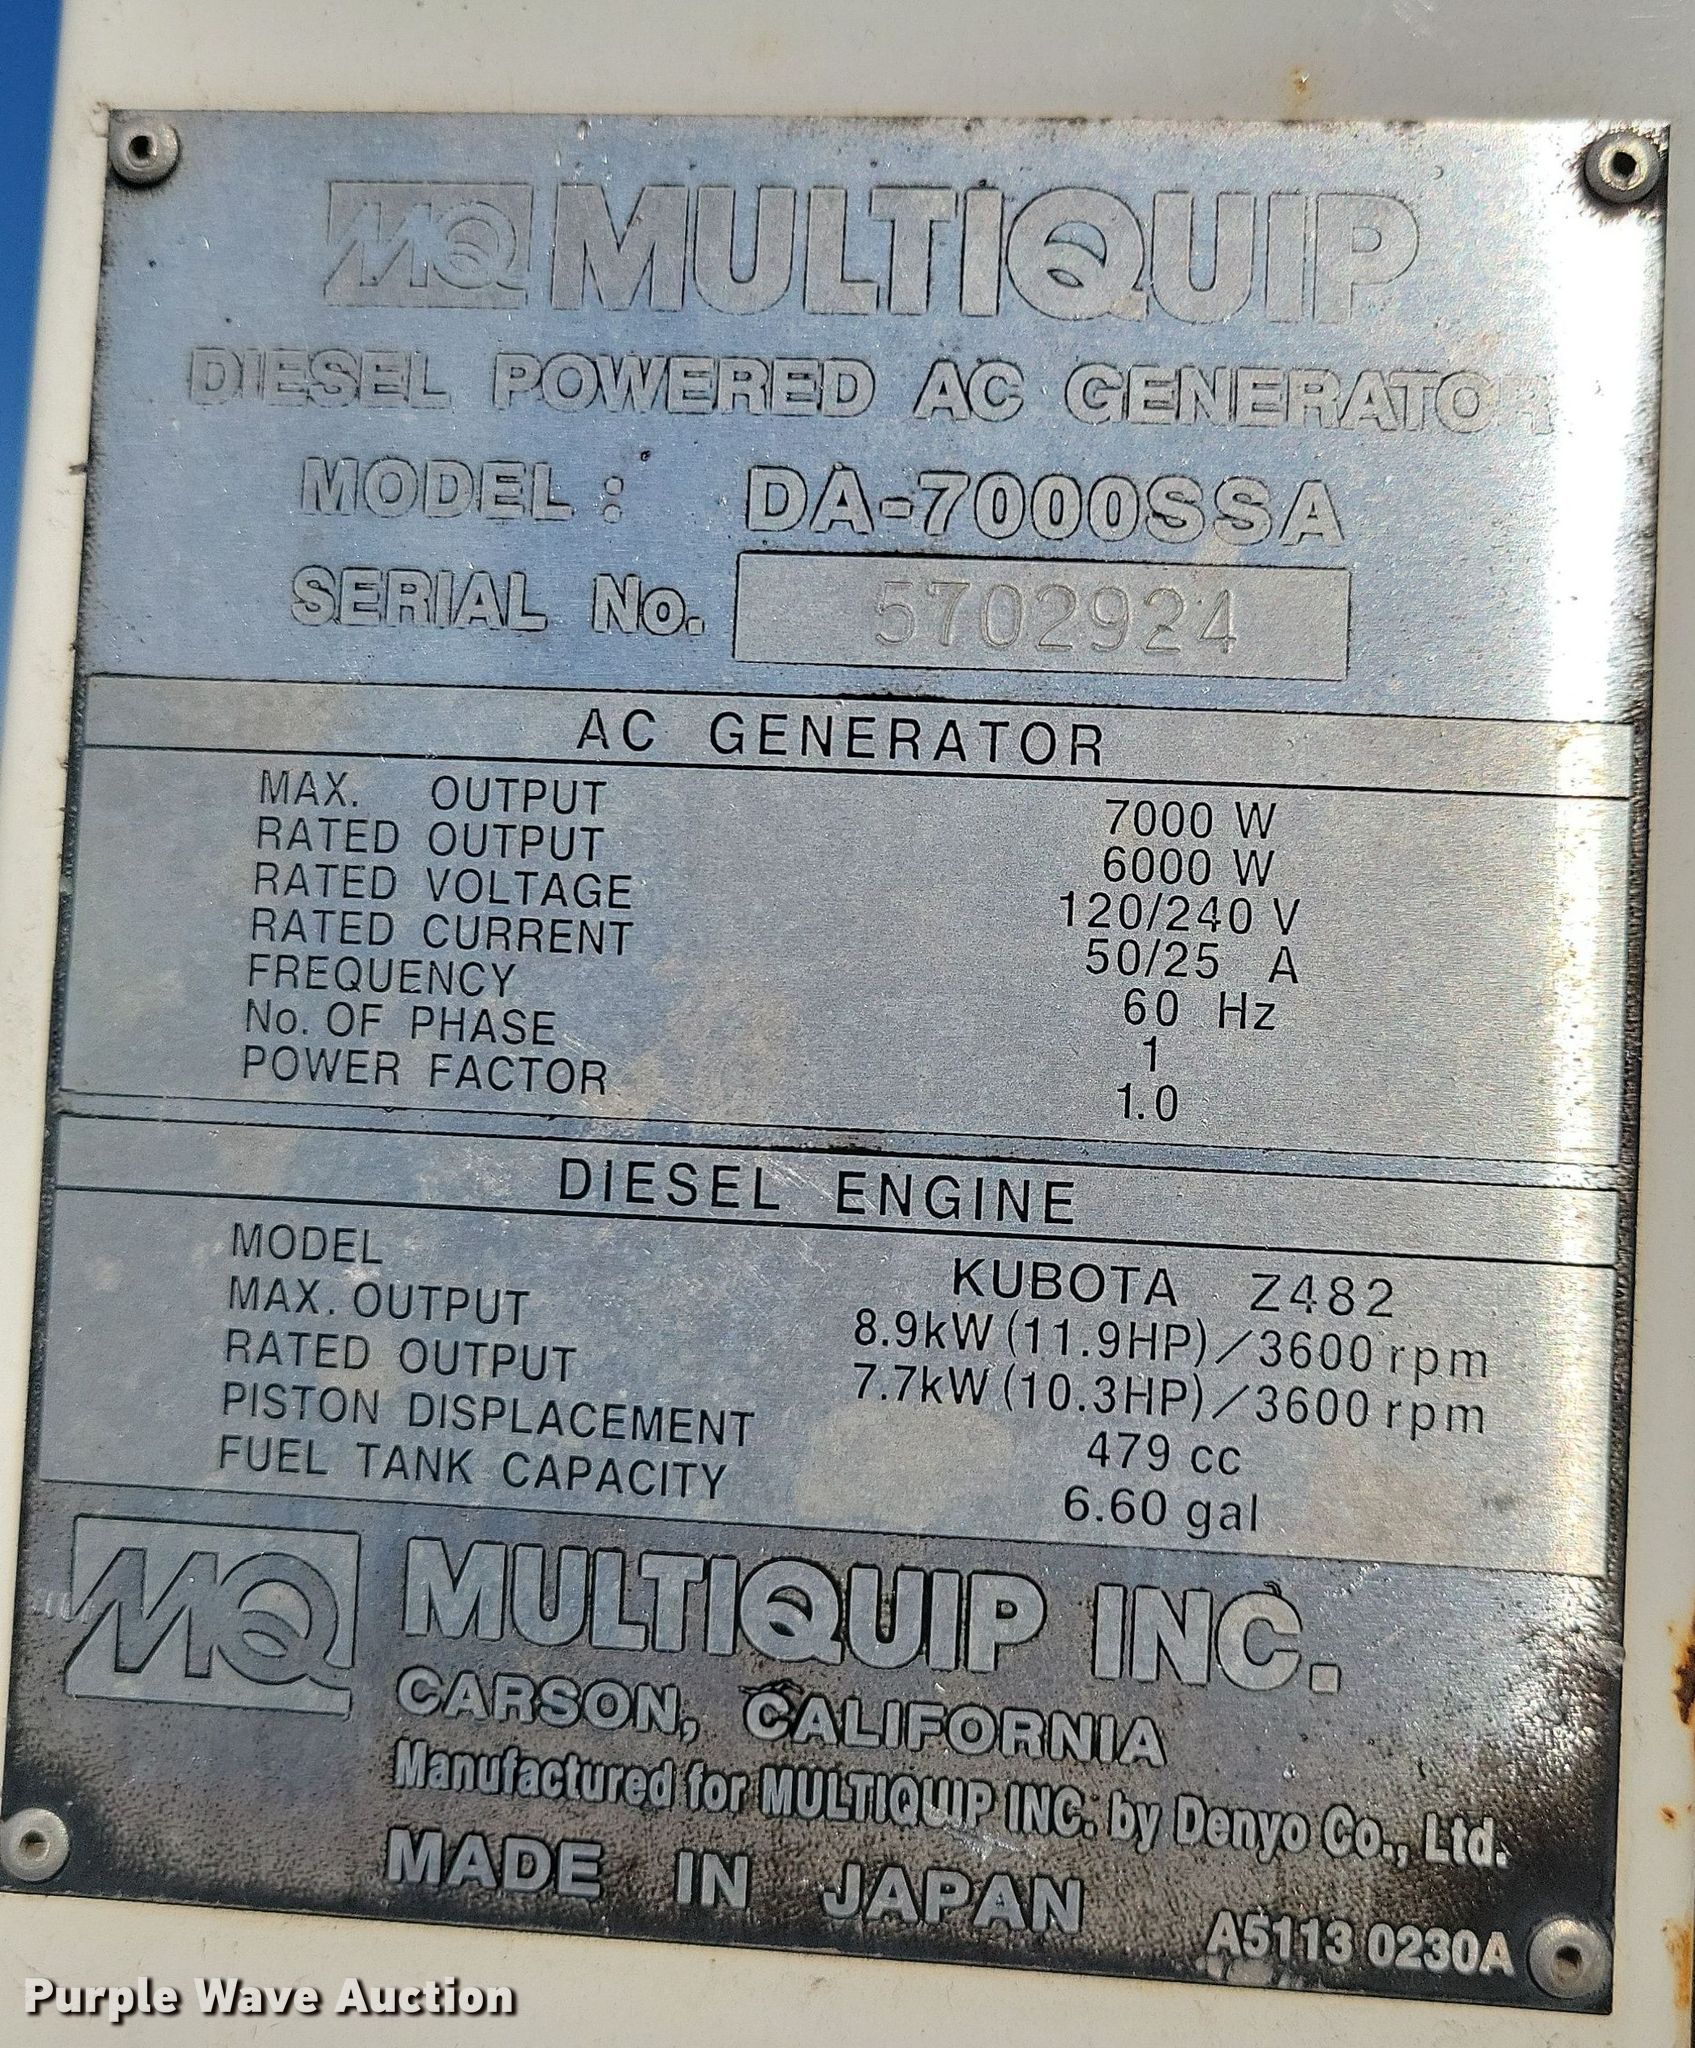 MQ MULTIQUIP
DIESEL POWERED AC GENERATOR
MODEL : DA-7000SSA
SERIAL No. 5702924
AC GENERATOR
MAX. OUTPUT 7000 W
RATED OUTPUT 6000 W
RATED VOLTAGE 120/240 V
RATED CURRENT 50/25 A
FREQUENCY 60 Hz
No. OF PHASE 1
POWER FACTOR 1.0
DIESEL ENGINE
MODEL KUBOTA Z482
MAX. OUTPUT 8.9kW (11.9HP)/3600rpm
RATED OUTPUT 7.7kW (10.3HP)/3600rpm
PISTON DISPLACEMENT 479 cc
FUEL TANK CAPACITY 6.60 gal
MQ MULTIQUIP INC.
CARSON, CALIFORNIA
Manufactured for MULTIQUIP INC. by Denyo Co., Ltd.
MADE IN JAPAN
A5113 0230A
Purple Wave Auction